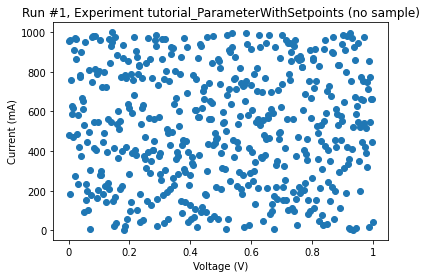 Run #1, Experiment tutorial_ParameterWithSetpoints (no sample)
1000
800
600
400
200
0
Current (mA)
0 0.2 0.4 0.6 0.8 1
Voltage (V)